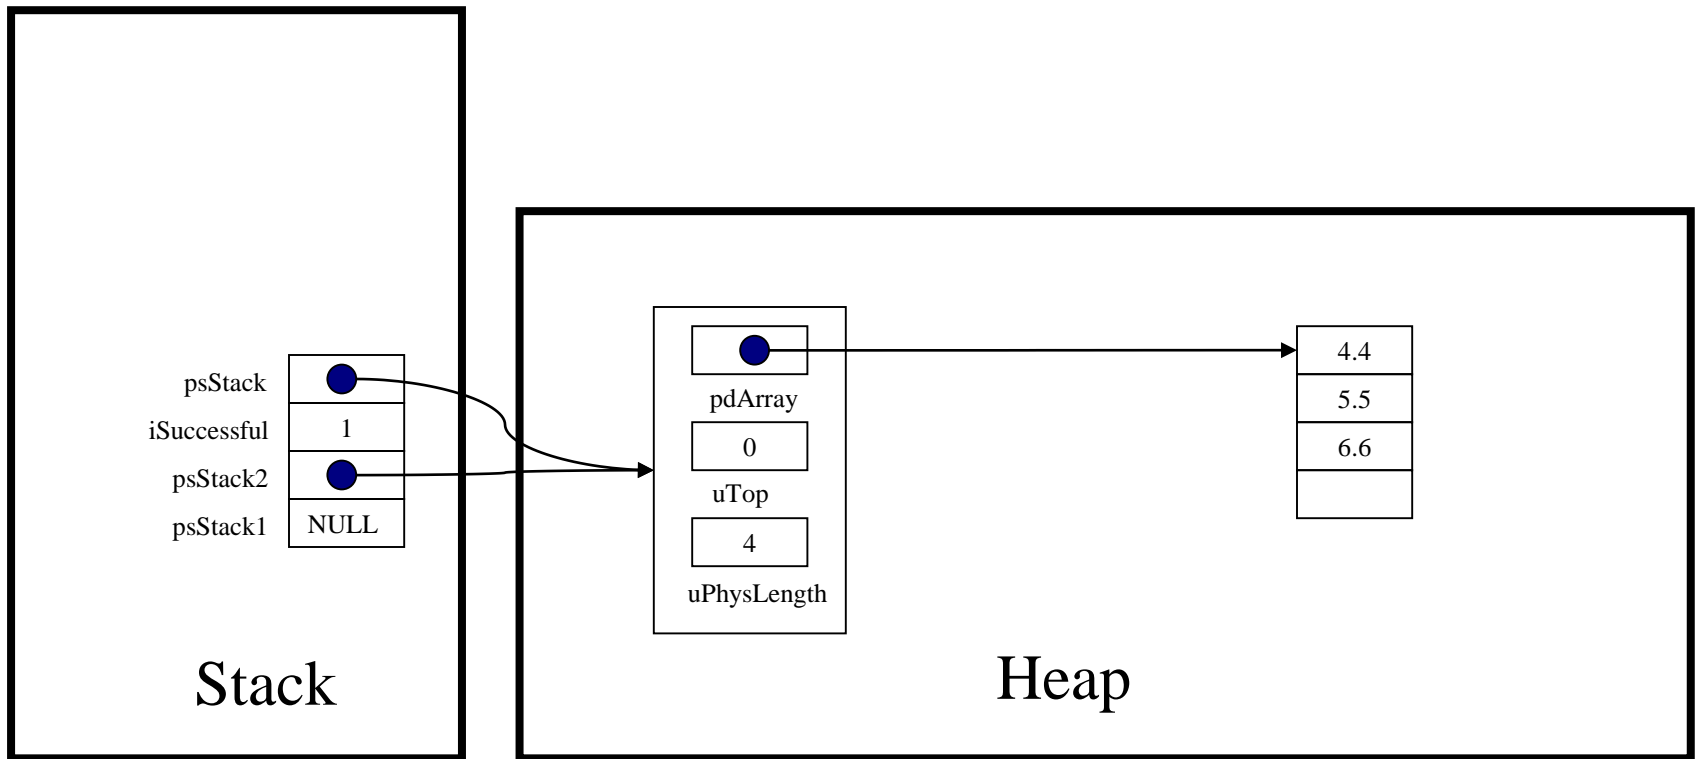 psStack
iSuccessful 1
psStack2
psStack1 NULL
Stack
pdArray
0
uTop
4
uPhysLength
4.4
5.5
6.6
Heap